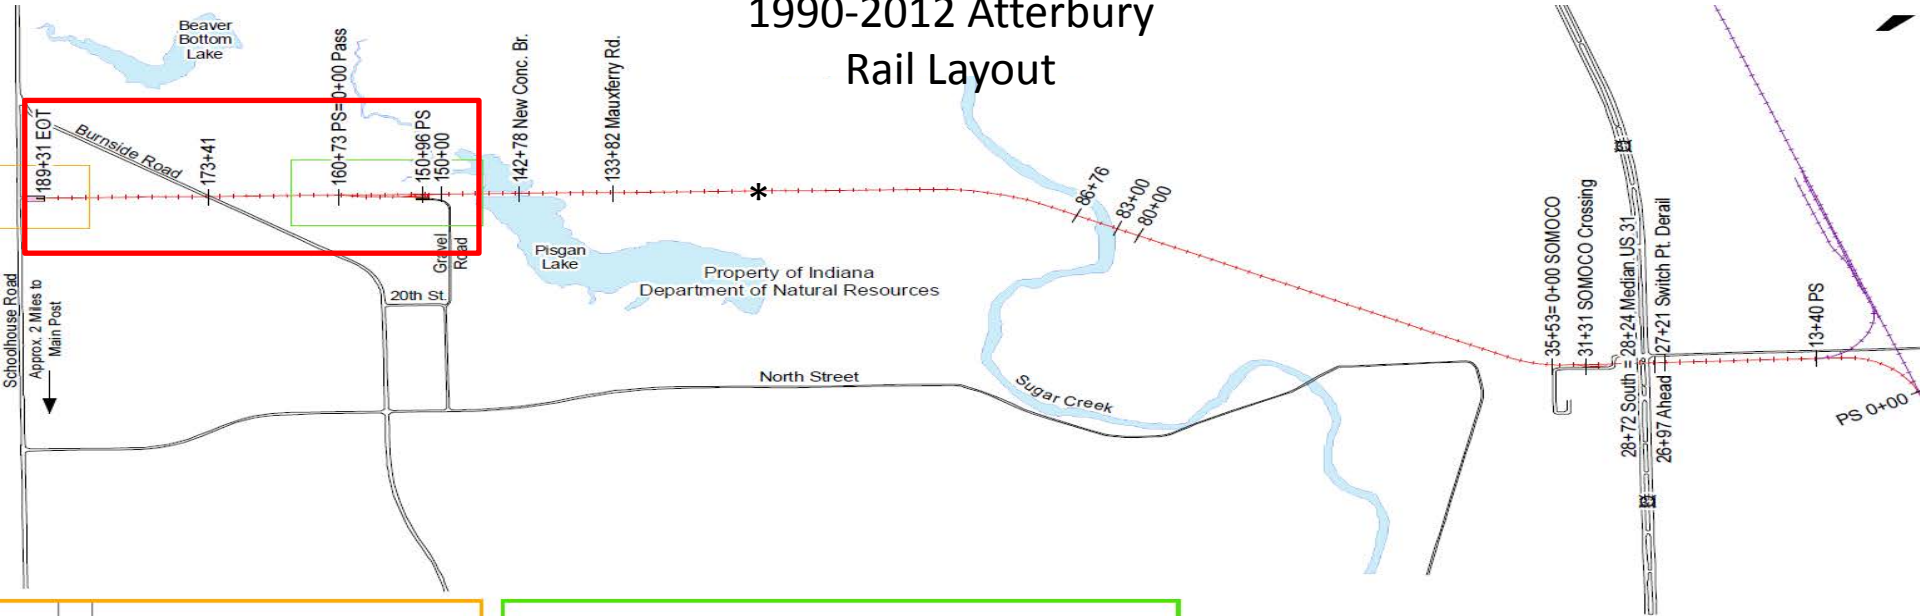 1990-2012 Atterbury
Rail Layout
Beaver
Bottom
Lake
189+31 EOT
Burnside Road
173+41
160+73 PS= 0+00 Pass
150+96 PS
150+00
142+78 New Conc. Br.
133+82 Mauxferry Rd.
*
86+76
83+00
80+00
Gravel
Road
Pisgan
Lake
Property of Indiana
Department of Natural Resources
20th St.
Schoolhouse Road
Approx. 2 Miles to
Main Post
North Street
Sugar Creek
35+53= 0+00 SOMOCO
31+31 SOMOCO Crossing
28+72 South = 28+24 Median US 31
26+97 Ahead = 27+21 Switch Pt. Derail
13+40 PS
PS 0+00
31
31